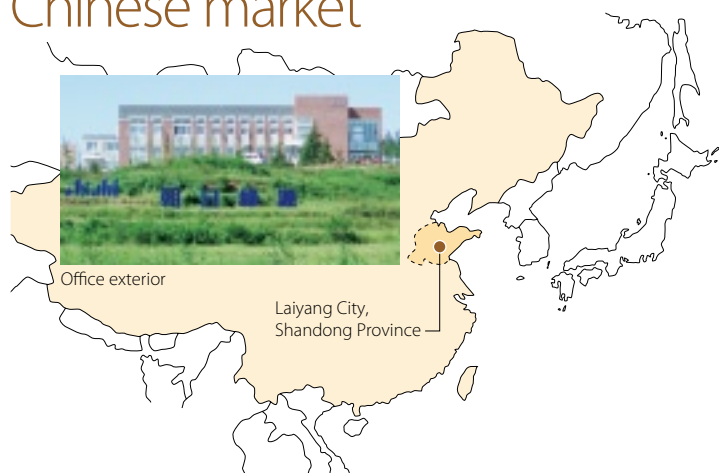 Chinese market
Office exterior
Laiyang City,
Shandong Province